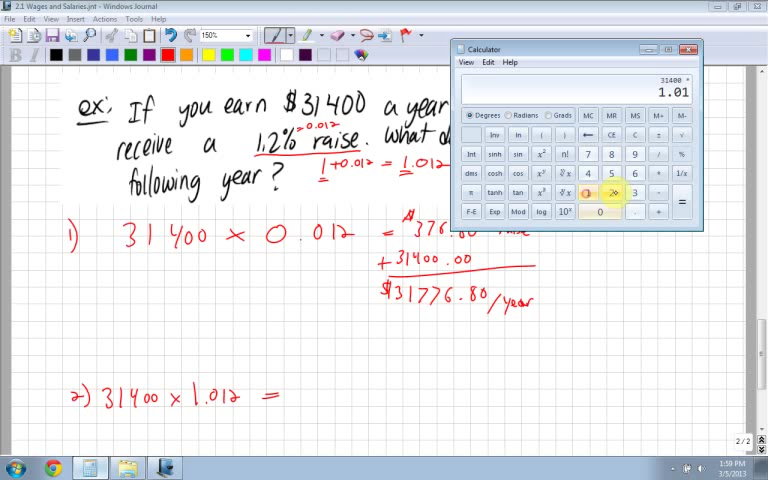 2.1 Wages and Salaries.jnt - Windows Journal
File Edit View Insert Actions Tools Help
150%
Calculator
View Edit Help
31400 *
1.01
Degrees Radians Grads MC MR MS M+ M-
Inv ln ( ) ← CE C ± √
Int sinh sin x² n! 7 8 9 / %
dms cosh cos xʸ ʸ√x 4 5 6 * 1/x
π tanh tan x³ ³√x 1 2 3 - =
F-E Exp Mod log 10ˣ 0 . +
ex: If you earn $31400 a year
receive a 1.2% raise. What d
=0.012
1+0.012 = 1.012
following year?
1) 31400 × 0.012 = $376.80 raise
+31400.00
$31776.80/year
2) 31400 × 1.012 =
2 / 2
1:59 PM
3/5/2013